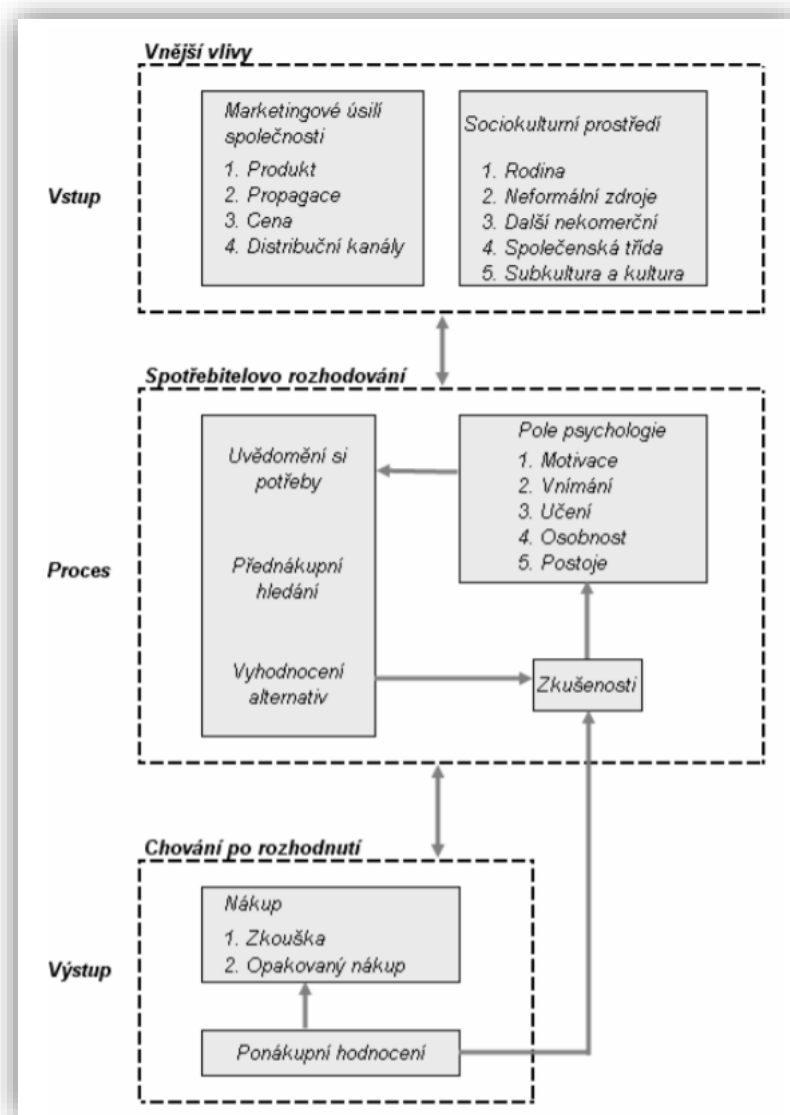 Vnější vlivy
Marketingové úsilí
společnosti
1. Produkt
2. Propagace
3. Cena
4. Distribuční kanály
Sociokulturní prostředí
1. Rodina
2. Neformální zdroje
3. Další nekomerční
4. Společenská třída
5. Subkultura a kultura
Vstup
Spotřebitelovo rozhodování
Uvědomění si
potřeby
Přednákupní
hledání
Vyhodnocení
alternativ
Pole psychologie
1. Motivace
2. Vnímání
3. Učení
4. Osobnost
5. Postoje
Zkušenosti
Proces
Chování po rozhodnutí
Nákup
1. Zkouška
2. Opakovaný nákup
Výstup
Ponákupní hodnocení